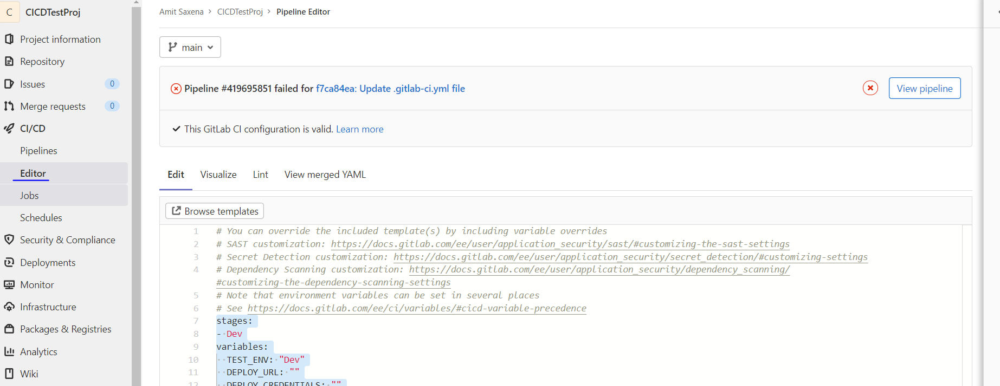 C CICDTestProj
Project information
Repository
Issues 0
Merge requests 0
CI/CD
Pipelines
Editor
Jobs
Schedules
Security & Compliance
Deployments
Monitor
Infrastructure
Packages & Registries
Analytics
Wiki
Amit Saxena > CICDTestProj > Pipeline Editor
main
Pipeline #419695851 failed for f7ca84ea: Update .gitlab-ci.yml file
View pipeline
This GitLab CI configuration is valid. Learn more
Edit Visualize Lint View merged YAML
Browse templates
1 # You can override the included template(s) by including variable overrides
2 # SAST customization: https://docs.gitlab.com/ee/user/application_security/sast/#customizing-the-sast-settings
3 # Secret Detection customization: https://docs.gitlab.com/ee/user/application_security/secret_detection/#customizing-settings
4 # Dependency Scanning customization: https://docs.gitlab.com/ee/user/application_security/dependency_scanning/
#customizing-the-dependency-scanning-settings
5 # Note that environment variables can be set in several places
6 # See https://docs.gitlab.com/ee/ci/variables/#cicd-variable-precedence
7 stages:
8 - Dev
9 variables:
10 TEST_ENV: "Dev"
11 DEPLOY_URL: ""
12 DEPLOY_CREDENTIALS: ""